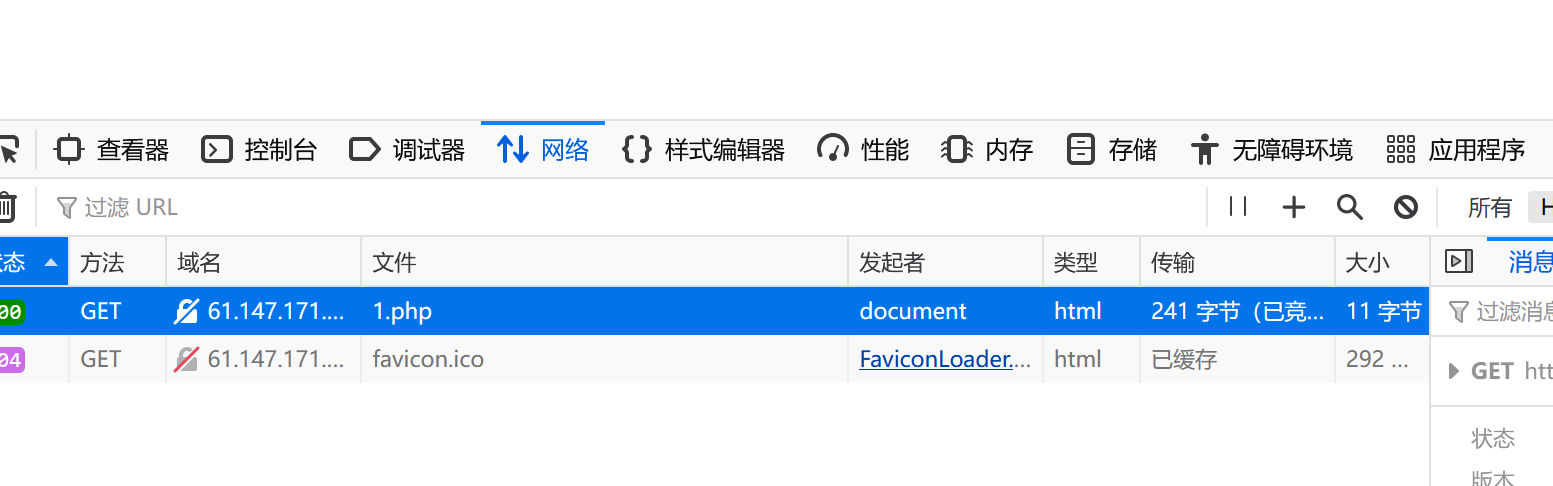 查看器 控制台 调试器 网络 样式编辑器 性能 内存 存储 无障碍环境 应用程序
过滤 URL 所有 H
态 方法 域名 文件 发起者 类型 传输 大小 消息
00 GET 61.147.171.... 1.php document html 241 字节（已竞... 11 字节 过滤消息
04 GET 61.147.171.... favicon.ico FaviconLoader.... html 已缓存 292 ...
GET htt
状态
版本